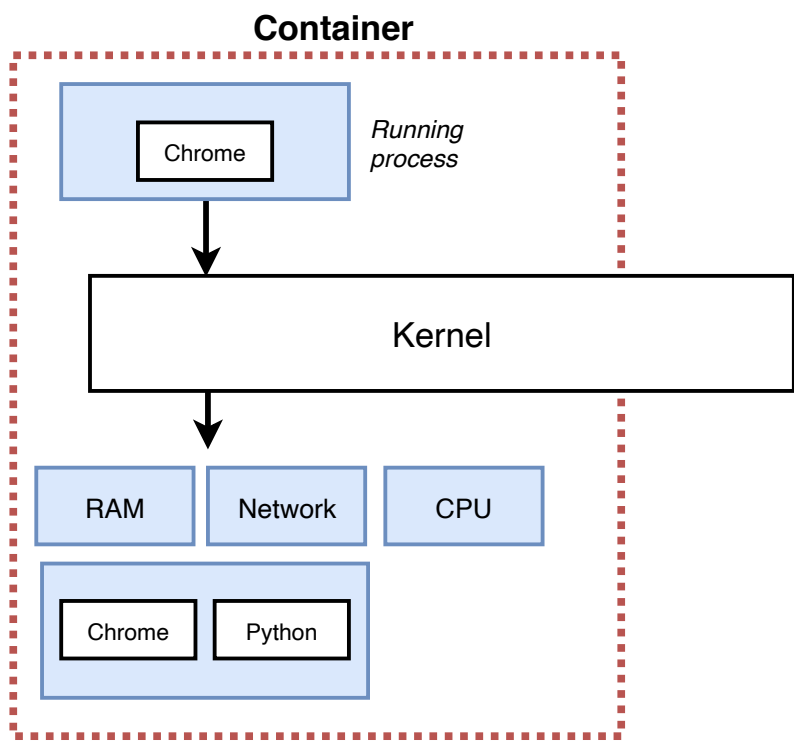 Container
Chrome
Running
process
Kernel
RAM
Network
CPU
Chrome
Python